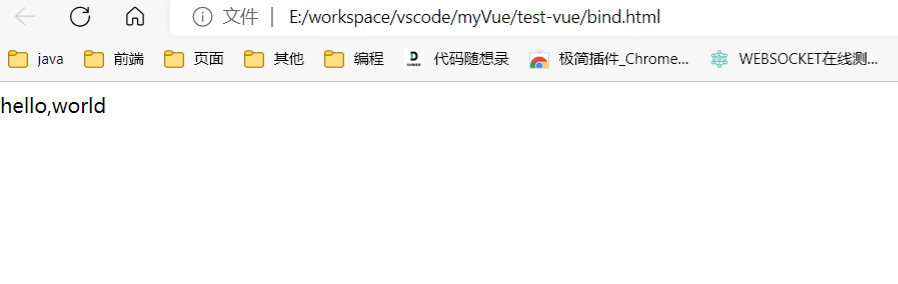 文件 | E:/workspace/vscode/myVue/test-vue/bind.html
java 前端 页面 其他 编程 代码随想录 极简插件_Chrome... WEBSOCKET在线测...
hello,world